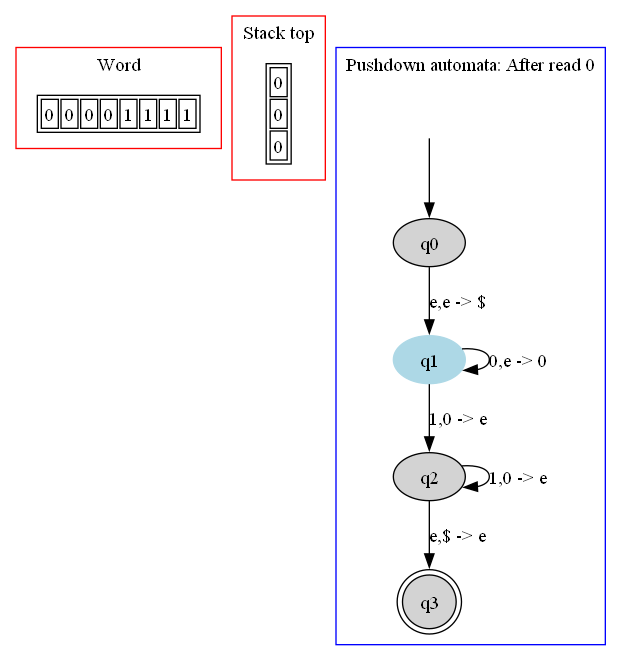 Word
0 0 0 0 1 1 1 1
Stack top
0
0
0
Pushdown automata: After read 0
q0
e,e -> $
q1
0,e -> 0
1,0 -> e
q2
1,0 -> e
e,$ -> e
q3